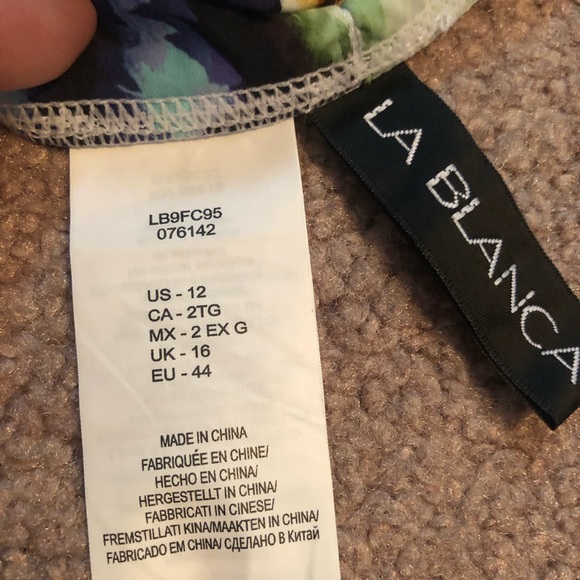 LB9FC95
076142
US - 12
CA - 2TG
MX - 2 EX G
UK - 16
EU - 44
MADE IN CHINA
FABRIQUÉE EN CHINE/
HECHO EN CHINA/
HERGESTELLT IN CHINA/
FABBRICATI IN CINESE/
FREMSTILLATI KINA/MAAKTEN IN CHINA/
FABRICADO EM CHINA/ СДЕЛАНО В Китай
LA BLANCA